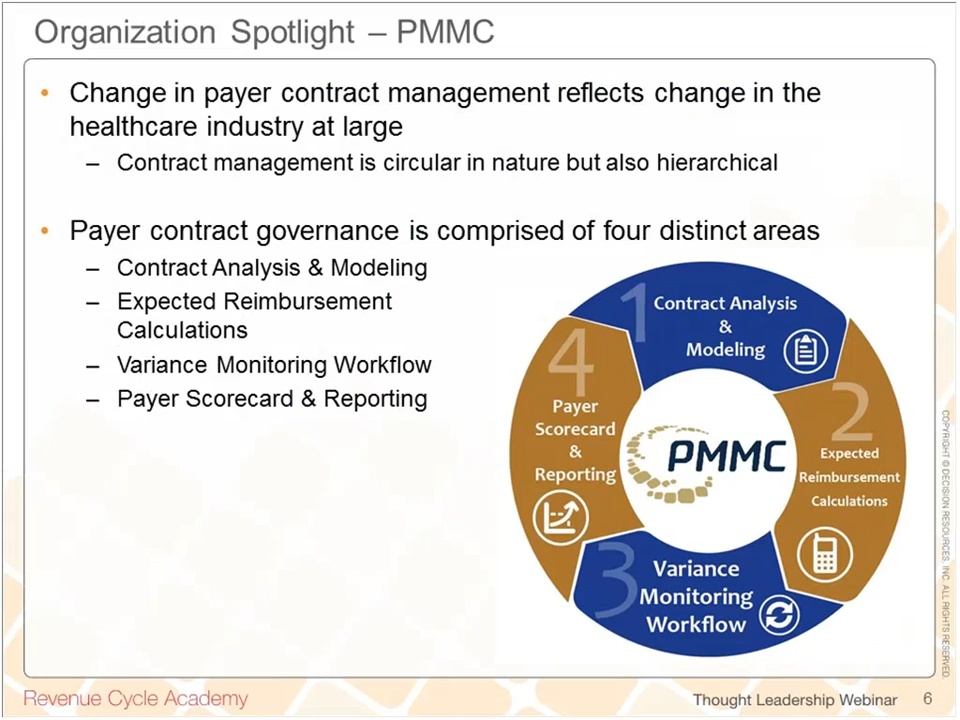 Organization Spotlight – PMMC
• Change in payer contract management reflects change in the
healthcare industry at large
– Contract management is circular in nature but also hierarchical
• Payer contract governance is comprised of four distinct areas
– Contract Analysis & Modeling
– Expected Reimbursement
Calculations
– Variance Monitoring Workflow
– Payer Scorecard & Reporting
1
Contract Analysis
&
Modeling
2
Expected
Reimbursement
Calculations
3
Variance
Monitoring
Workflow
4
Payer
Scorecard
&
Reporting
PMMC
COPYRIGHT © DECISION RESOURCES, INC. ALL RIGHTS RESERVED.
Revenue Cycle Academy
Thought Leadership Webinar 6